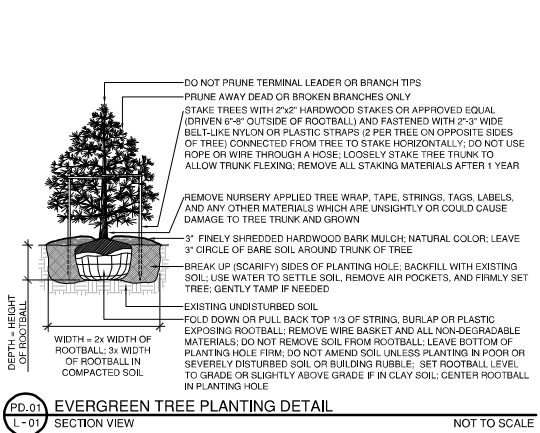 DO NOT PRUNE TERMINAL LEADER OR BRANCH TIPS
PRUNE AWAY DEAD OR BROKEN BRANCHES ONLY
STAKE TREES WITH 2"x2" HARDWOOD STAKES OR APPROVED EQUAL
(DRIVEN 6"-8" OUTSIDE OF ROOTBALL) AND FASTENED WITH 2"-3" WIDE
BELT-LIKE NYLON OR PLASTIC STRAPS (2 PER TREE ON OPPOSITE SIDES
OF TREE) CONNECTED FROM TREE TO STAKE HORIZONTALLY; DO NOT USE
ROPE OR WIRE THROUGH A HOSE; LOOSELY STAKE TREE TRUNK TO
ALLOW TRUNK FLEXING; REMOVE ALL STAKING MATERIALS AFTER 1 YEAR
REMOVE NURSERY APPLIED TREE WRAP, TAPE, STRINGS, TAGS, LABELS,
AND ANY OTHER MATERIALS WHICH ARE UNSIGHTLY OR COULD CAUSE
DAMAGE TO TREE TRUNK AND GROWN
3" FINELY SHREDDED HARDWOOD BARK MULCH; NATURAL COLOR; LEAVE
3" CIRCLE OF BARE SOIL AROUND TRUNK OF TREE
BREAK UP (SCARIFY) SIDES OF PLANTING HOLE; BACKFILL WITH EXISTING
SOIL; USE WATER TO SETTLE SOIL, REMOVE AIR POCKETS, AND FIRMLY SET
TREE; GENTLY TAMP IF NEEDED
EXISTING UNDISTURBED SOIL
FOLD DOWN OR PULL BACK TOP 1/3 OF STRING, BURLAP OR PLASTIC
EXPOSING ROOTBALL; REMOVE WIRE BASKET AND ALL NON-DEGRADABLE
MATERIALS; DO NOT REMOVE SOIL FROM ROOTBALL; LEAVE BOTTOM OF
PLANTING HOLE FIRM; DO NOT AMEND SOIL UNLESS PLANTING IN POOR OR
SEVERELY DISTURBED SOIL OR BUILDING RUBBLE; SET ROOTBALL LEVEL
TO GRADE OR SLIGHTLY ABOVE GRADE IF IN CLAY SOIL; CENTER ROOTBALL
IN PLANTING HOLE
DEPTH = HEIGHT
OF ROOTBALL
WIDTH = 2x WIDTH OF
ROOTBALL; 3x WIDTH
OF ROOTBALL IN
COMPACTED SOIL
PD.01 EVERGREEN TREE PLANTING DETAIL
L-01 SECTION VIEW NOT TO SCALE